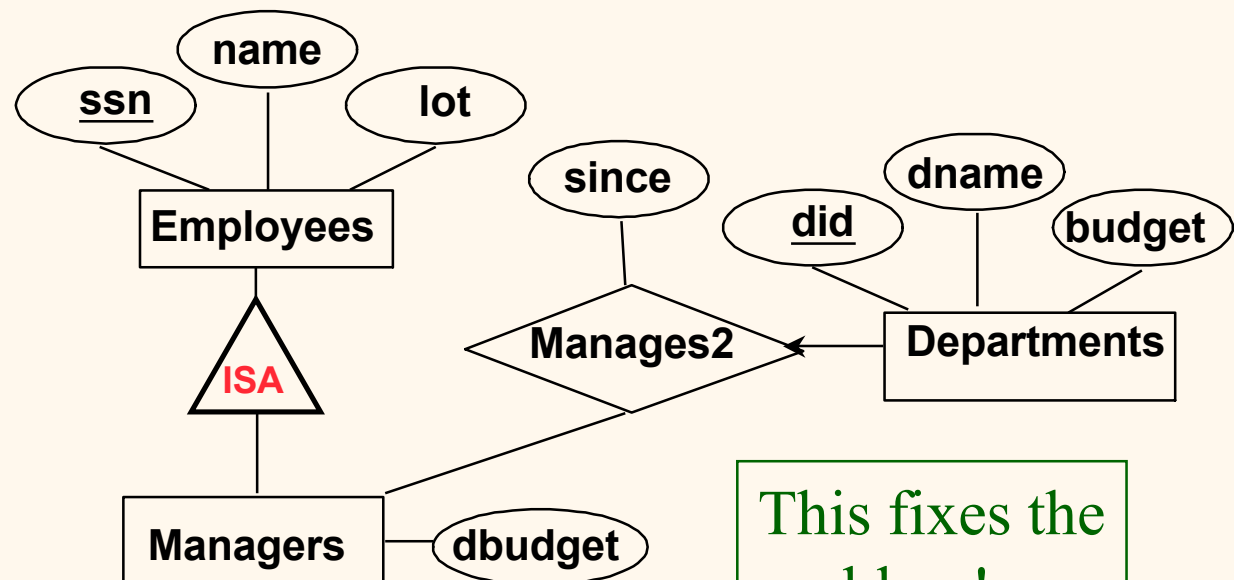 name
ssn
lot
since
dname
did
budget
Employees
Manages2
Departments
ISA
This fixes the
Managers
dbudget